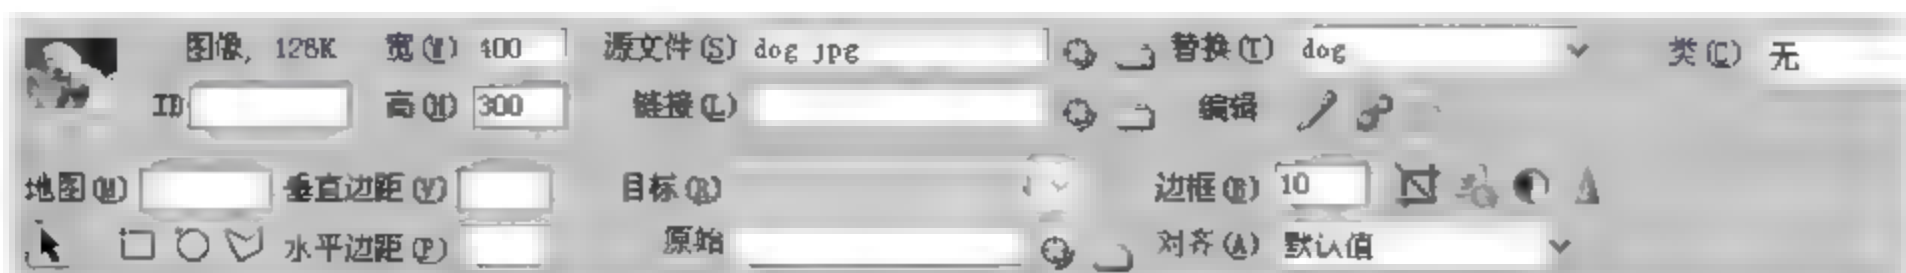 图像, 128K 宽(W) 400 源文件(S) dog jpg 替换(T) dog 类(C) 无
ID 高(H) 300 链接(L) 编辑
地图(M) 垂直边距(V) 目标(R) 边框(B) 10
水平边距(P) 原始 对齐(A) 默认值